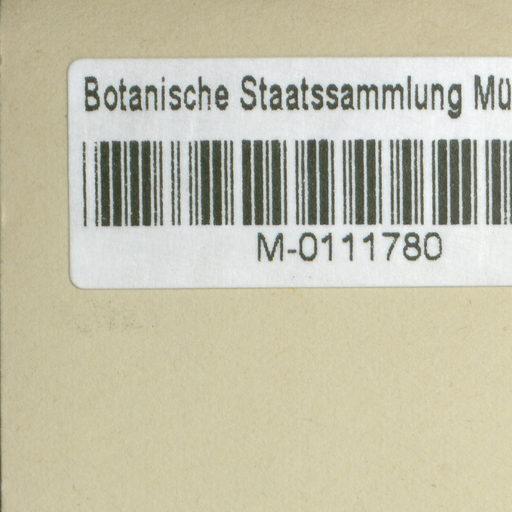 Botanische Staatssammlung Mü
M-0111780